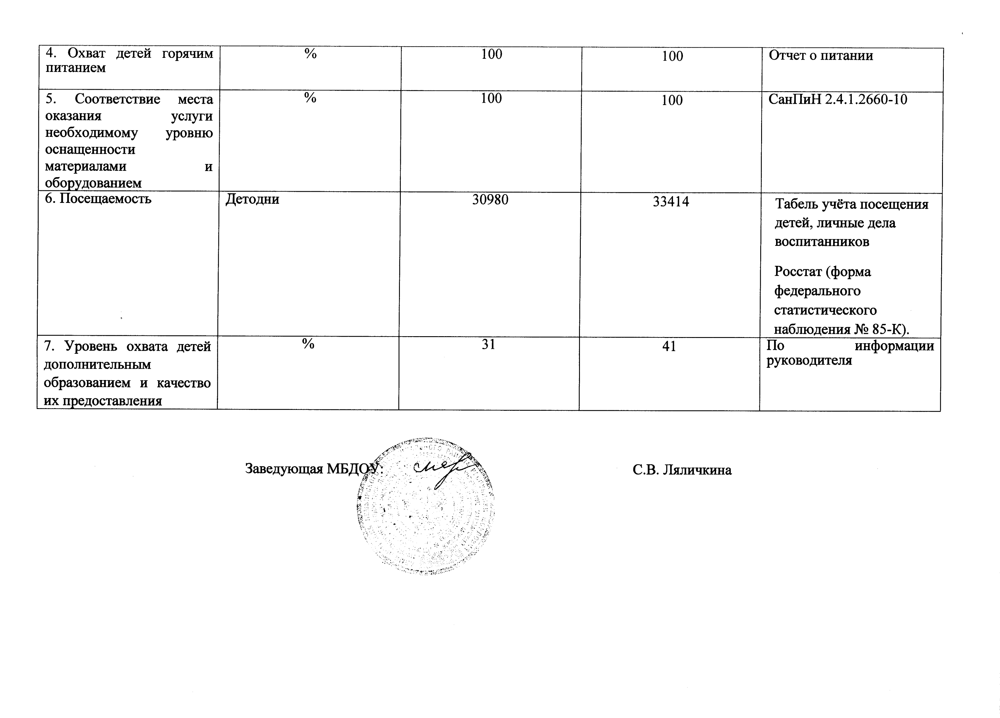 4. Охват детей горячим
питанием
%
100
100
Отчет о питании
5. Соответствие места
оказания услуги
необходимому уровню
оснащенности
материалами и
оборудованием
%
100
100
СанПиН 2.4.1.2660-10
6. Посещаемость
Детодни
30980
33414
Табель учёта посещения
детей, личные дела
воспитанников
Росстат (форма
федерального
статистического
наблюдения № 85-К).
7. Уровень охвата детей
дополнительным
образованием и качество
их предоставления
%
31
41
По информации
руководителя
Заведующая МБДОУ:
С.В. Ляличкина